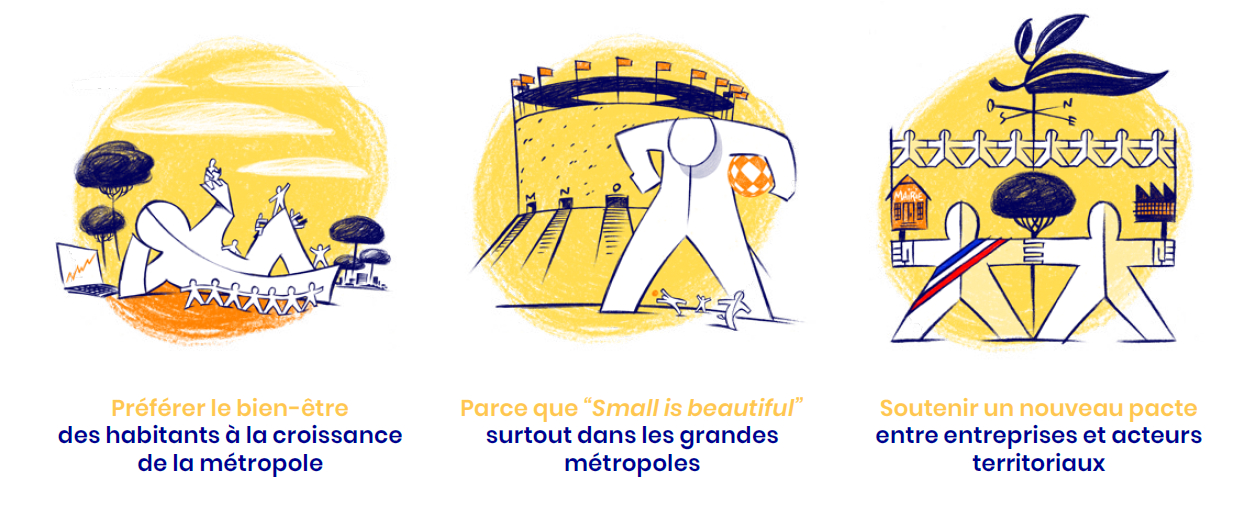 N
M N O
MARIE
Préférer le bien-être
des habitants à la croissance
de la métropole
Parce que “Small is beautiful”
surtout dans les grandes
métropoles
Soutenir un nouveau pacte
entre entreprises et acteurs
territoriaux